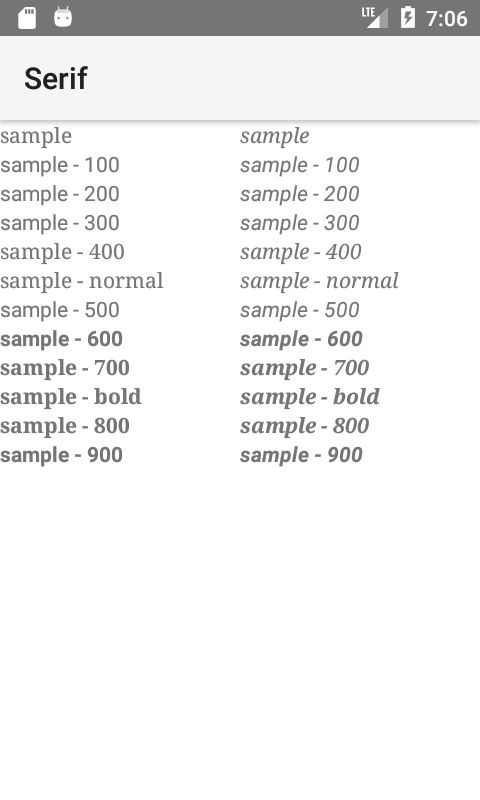 LTE 7:06
Serif
sample sample
sample - 100 sample - 100
sample - 200 sample - 200
sample - 300 sample - 300
sample - 400 sample - 400
sample - normal sample - normal
sample - 500 sample - 500
sample - 600 sample - 600
sample - 700 sample - 700
sample - bold sample - bold
sample - 800 sample - 800
sample - 900 sample - 900